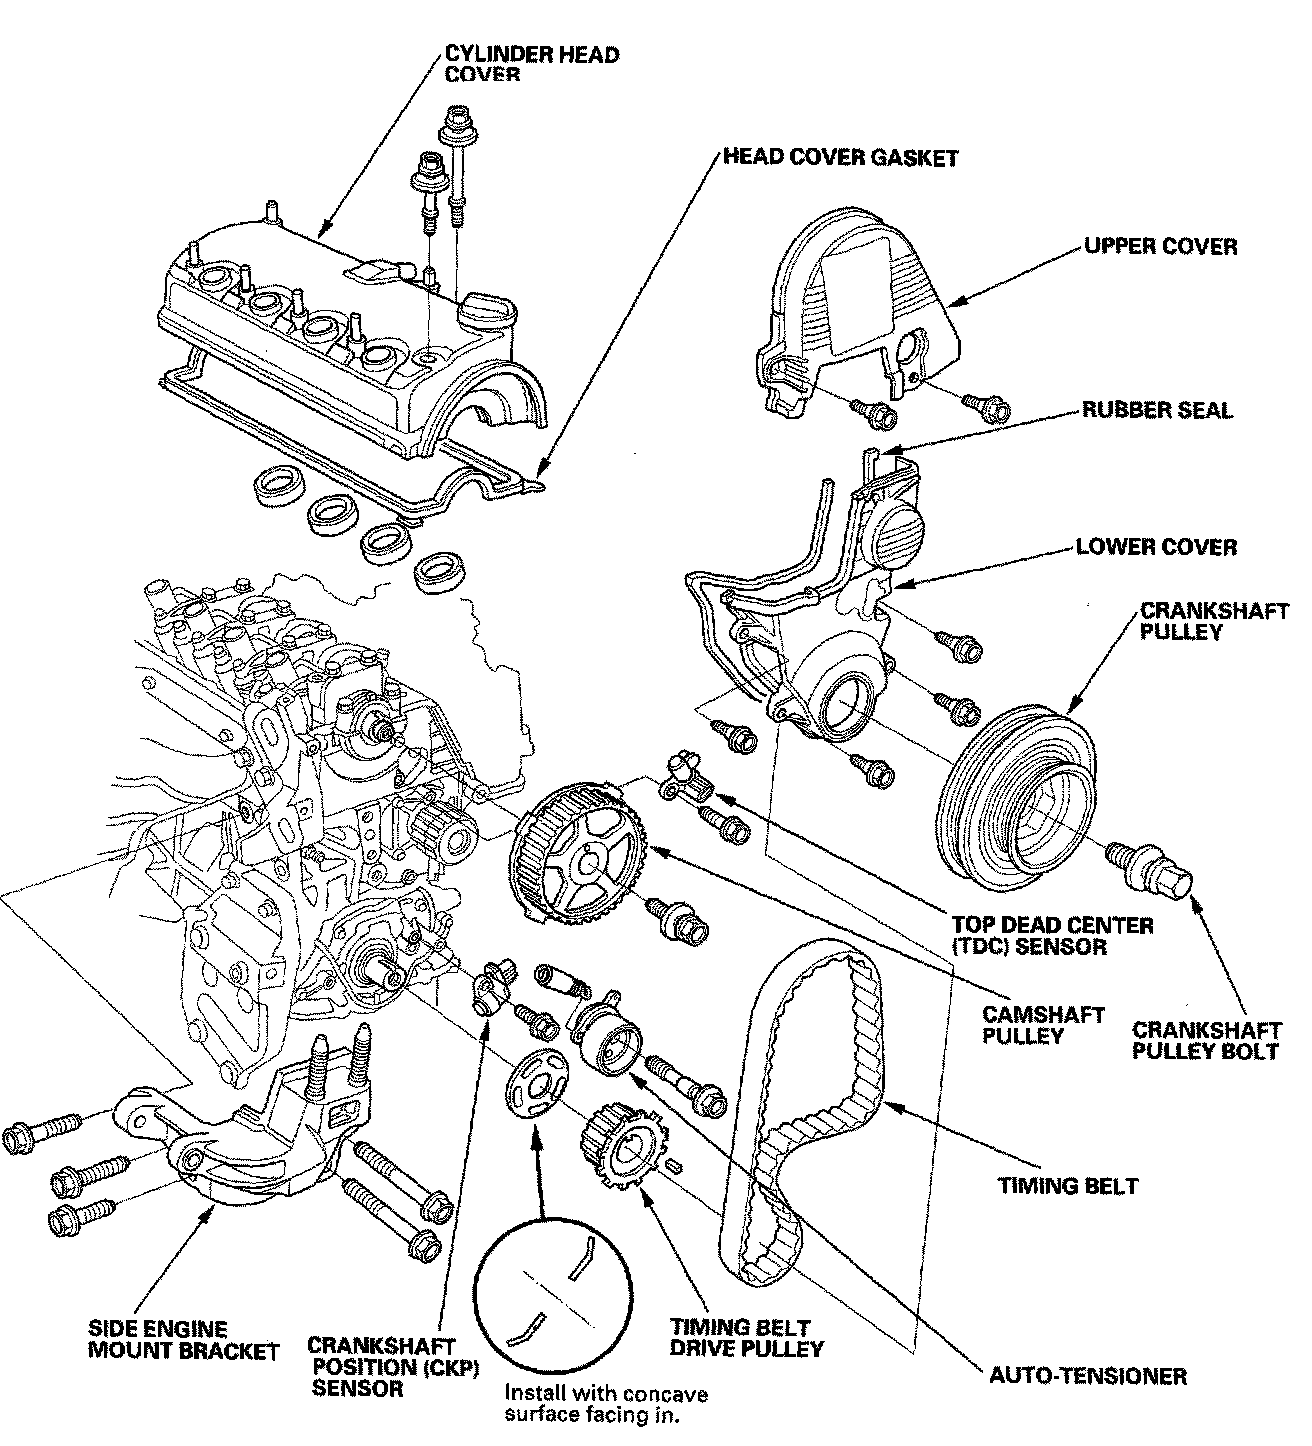 CYLINDER HEAD
COVER
HEAD COVER GASKET
UPPER COVER
RUBBER SEAL
LOWER COVER
CRANKSHAFT
PULLEY
TOP DEAD CENTER
(TDC) SENSOR
CAMSHAFT
PULLEY
CRANKSHAFT
PULLEY BOLT
TIMING BELT
SIDE ENGINE
MOUNT BRACKET
CRANKSHAFT
POSITION (CKP)
SENSOR
TIMING BELT
DRIVE PULLEY
AUTO-TENSIONER
Install with concave
surface facing in.